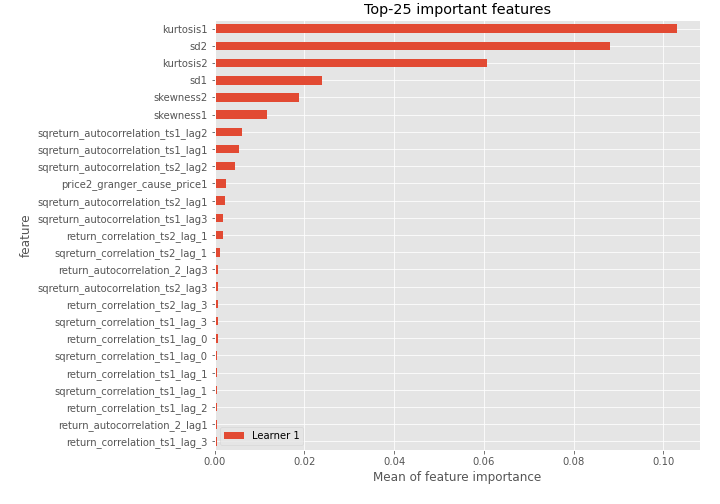 Top-25 important features
kurtosis1
sd2
kurtosis2
sd1
skewness2
skewness1
sqreturn_autocorrelation_ts1_lag2
sqreturn_autocorrelation_ts1_lag1
sqreturn_autocorrelation_ts2_lag2
price2_granger_cause_price1
sqreturn_autocorrelation_ts2_lag1
sqreturn_autocorrelation_ts1_lag3
return_correlation_ts2_lag_1
sqreturn_correlation_ts2_lag_1
return_autocorrelation_2_lag3
sqreturn_autocorrelation_ts2_lag3
return_correlation_ts2_lag_3
sqreturn_correlation_ts1_lag_3
return_correlation_ts1_lag_0
sqreturn_correlation_ts1_lag_0
return_correlation_ts1_lag_1
sqreturn_correlation_ts1_lag_1
return_correlation_ts1_lag_2
return_autocorrelation_2_lag1
return_correlation_ts1_lag_3
feature
Learner 1
0.00 0.02 0.04 0.06 0.08 0.10
Mean of feature importance